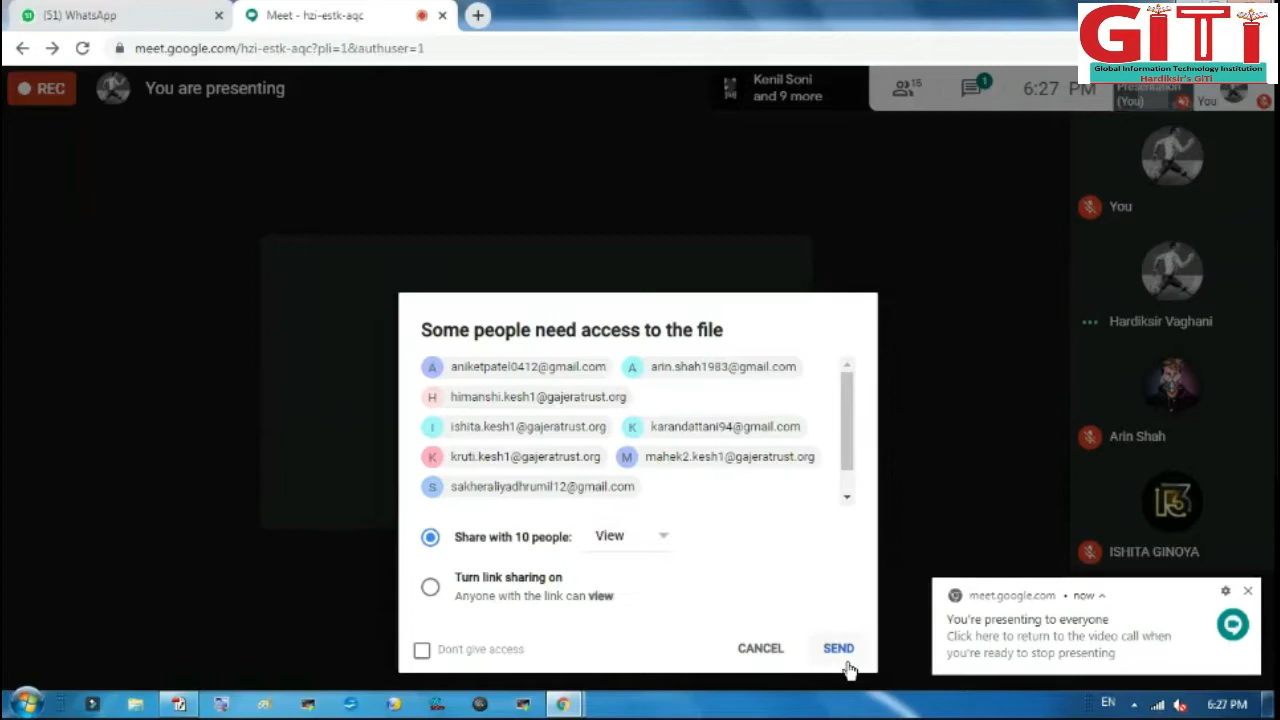 (51) WhatsApp
Meet - hzi-estk-aqc
meet.google.com/hzi-estk-aqc?pli=1&authuser=1
GiTi
Global Information Technology Institution
Hardiksir's GiTi
REC
You are presenting
Kenil Soni
and 9 more
15
1
6:27 PM
Presentation
(You)
You
You
Hardiksir Vaghani
Arin Shah
ISHITA GINOYA
Some people need access to the file
A aniketpatel0412@gmail.com A arin.shah1983@gmail.com
H himanshi.kesh1@gajeratrust.org
I ishita.kesh1@gajeratrust.org K karandattani94@gmail.com
K kruti.kesh1@gajeratrust.org M mahek2.kesh1@gajeratrust.org
S sakheraliyadhrumil12@gmail.com
Share with 10 people: View
Turn link sharing on
Anyone with the link can view
Don't give access
CANCEL SEND
meet.google.com • now
You're presenting to everyone
Click here to return to the video call when
you're ready to stop presenting
EN
6:27 PM